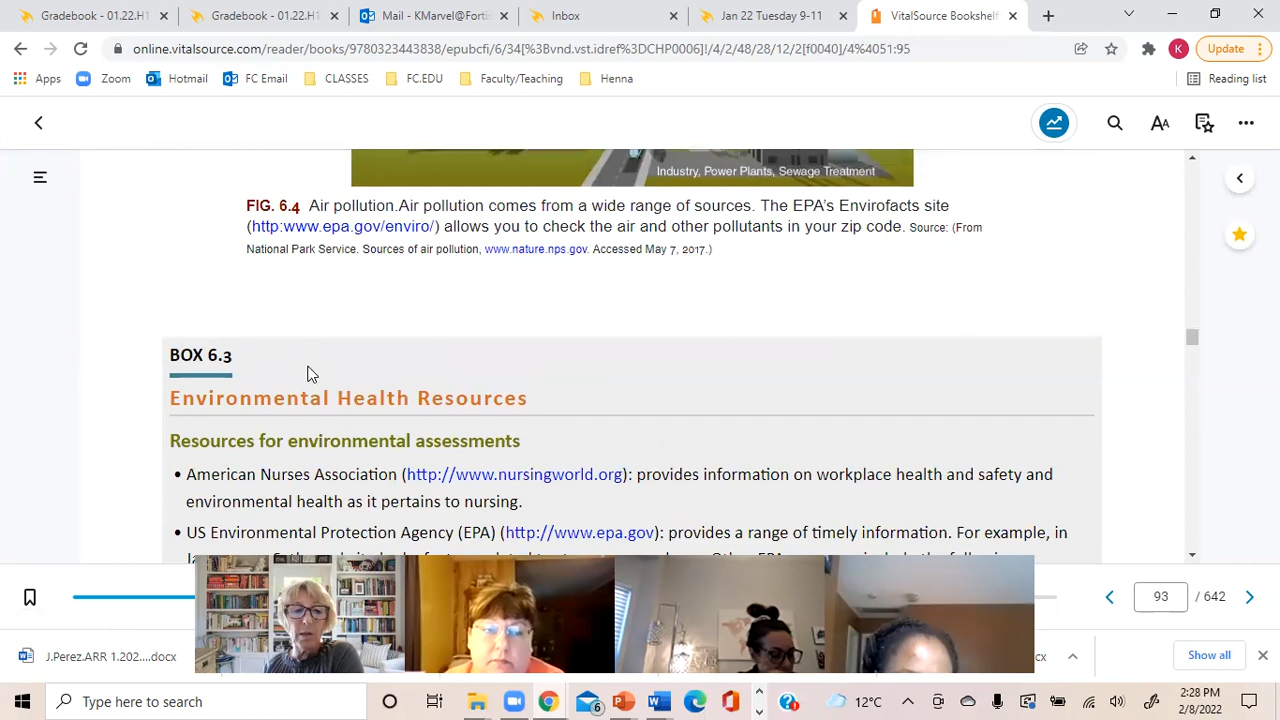 Gradebook - 01.22.H1
Gradebook - 01.22.H1
Mail - KMarvel@Fortis
Inbox
Jan 22 Tuesday 9-11
VitalSource Bookshelf
online.vitalsource.com/reader/books/9780323443838/epubcfi/6/34[%3Bvnd.vst.idref%3DCHP0006]!/4/2/48/28/12/2[f0040]/4%4051:95
K
Update
Apps
Zoom
Hotmail
FC Email
CLASSES
FC.EDU
Faculty/Teaching
Henna
Reading list
Industry, Power Plants, Sewage Treatment
FIG. 6.4 Air pollution.Air pollution comes from a wide range of sources. The EPA's Envirofacts site
(http:www.epa.gov/enviro/) allows you to check the air and other pollutants in your zip code. Source: (From
National Park Service. Sources of air pollution, www.nature.nps.gov. Accessed May 7, 2017.)
BOX 6.3
Environmental Health Resources
Resources for environmental assessments
• American Nurses Association (http://www.nursingworld.org): provides information on workplace health and safety and
environmental health as it pertains to nursing.
• US Environmental Protection Agency (EPA) (http://www.epa.gov): provides a range of timely information. For example, in
93 / 642
J.Perez.ARR 1.202....docx
cx
Show all
Type here to search
6
12°C
2:28 PM
2/8/2022